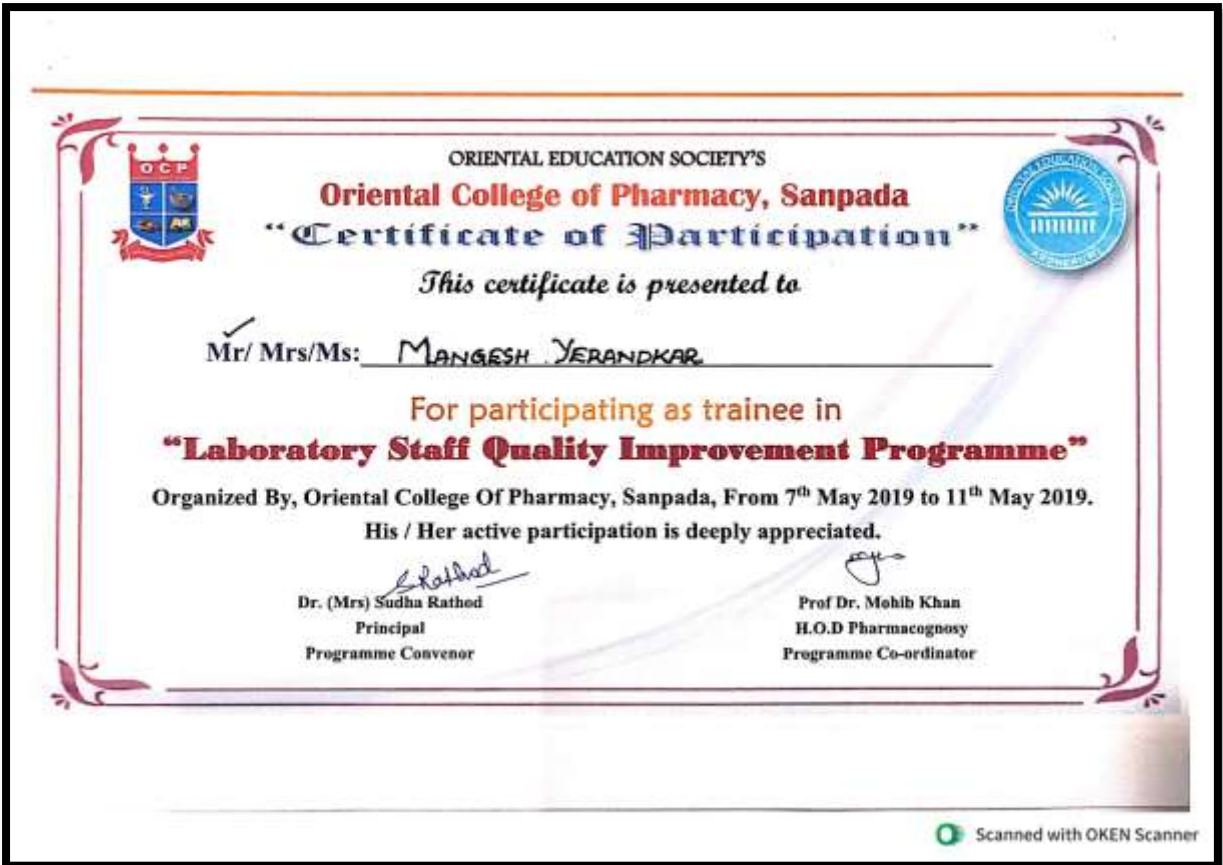 OCP
ORIENTAL EDUCATION SOCIETY'S
Oriental College of Pharmacy, Sanpada
“Certificate of Participation”
This certificate is presented to
Mr/ Mrs/Ms: MANGESH YERANDKAR
For participating as trainee in
“Laboratory Staff Quality Improvement Programme”
Organized By, Oriental College Of Pharmacy, Sanpada, From 7th May 2019 to 11th May 2019.
His / Her active participation is deeply appreciated.
SRathod
Dr. (Mrs) Sudha Rathod
Principal
Programme Convenor
Prof Dr. Mohib Khan
H.O.D Pharmacognosy
Programme Co-ordinator
Scanned with OKEN Scanner